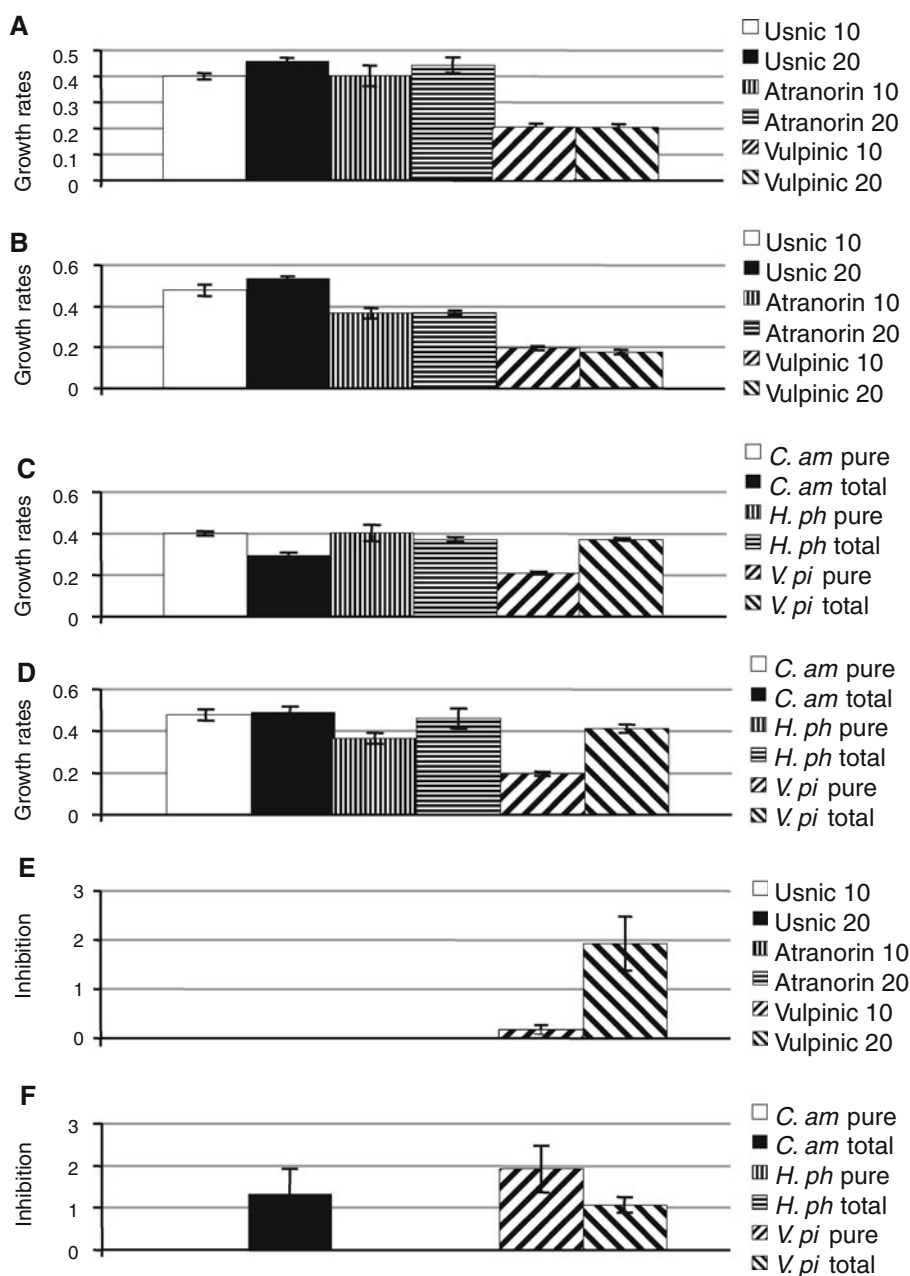 A
Growth rates
0.5
0.4
0.3
0.2
0.1
0
Usnic 10
Usnic 20
Atranorin 10
Atranorin 20
Vulpinic 10
Vulpinic 20
B
Growth rates
0.6
0.4
0.2
0
Usnic 10
Usnic 20
Atranorin 10
Atranorin 20
Vulpinic 10
Vulpinic 20
C
Growth rates
0.6
0.4
0.2
0
C. am pure
C. am total
H. ph pure
H. ph total
V. pi pure
V. pi total
D
Growth rates
0.6
0.4
0.2
0
C. am pure
C. am total
H. ph pure
H. ph total
V. pi pure
V. pi total
E
Inhibition
3
2
1
0
Usnic 10
Usnic 20
Atranorin 10
Atranorin 20
Vulpinic 10
Vulpinic 20
F
Inhibition
3
2
1
0
C. am pure
C. am total
H. ph pure
H. ph total
V. pi pure
V. pi total